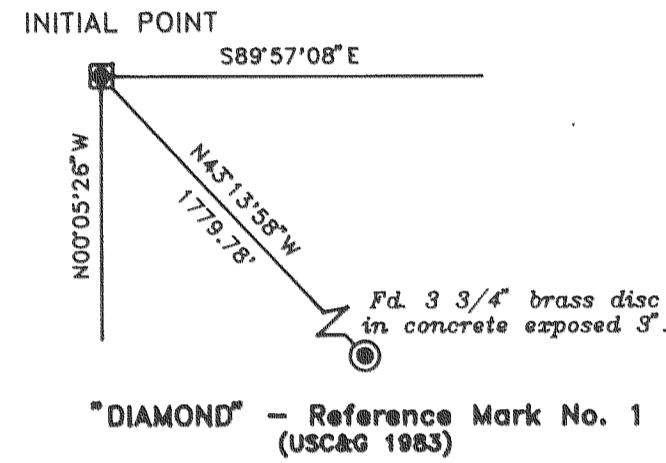 INITIAL POINT
S89°57'08"E
N00°05'26"W
N43°13'58"W
1779.78'
Fd. 3 3/4" brass disc
in concrete exposed 3".
"DIAMOND" – Reference Mark No. 1
(USC&G 1983)